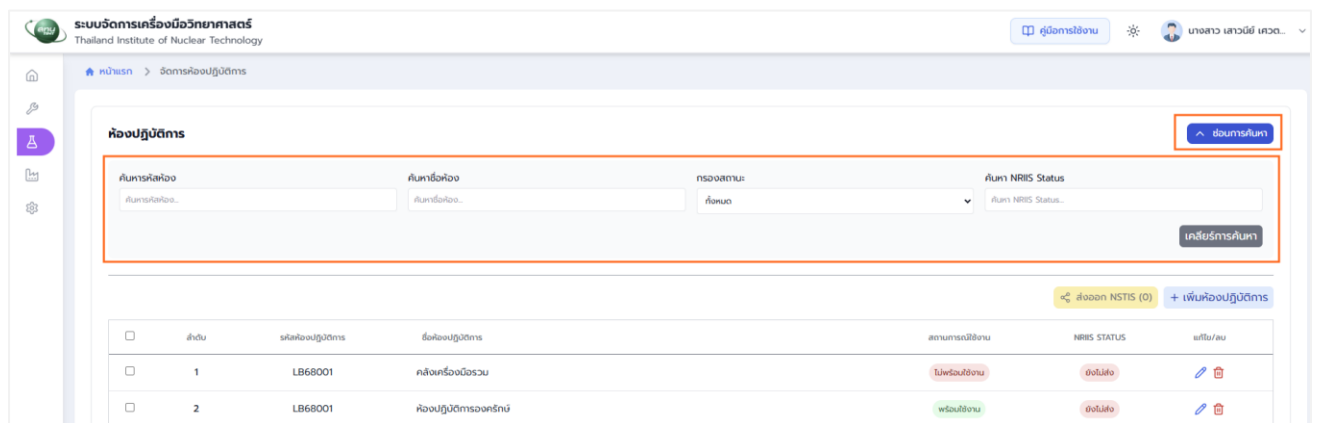 ระบบจัดการเครื่องมือวิทยาศาสตร์
Thailand Institute of Nuclear Technology
คู่มือการใช้งาน
นางสาว เสาวนีย์ เศวต...
หน้าแรก > จัดการห้องปฏิบัติการ
ห้องปฏิบัติการ
ซ่อนการค้นหา
ค้นหารหัสห้อง ค้นหาชื่อห้อง กรองสถานะ ค้นหา NRIIS Status
ค้นหารหัสห้อง... ค้นหาชื่อห้อง... ทั้งหมด ค้นหา NRIIS Status...
เคลียร์การค้นหา
ส่งออก NSTIS (0) + เพิ่มห้องปฏิบัติการ
ลำดับ รหัสห้องปฏิบัติการ ชื่อห้องปฏิบัติการ สถานการณ์ใช้งาน NRIIS STATUS แก้ไข/ลบ
1 LB68001 คลังเครื่องมือรวม ไม่พร้อมใช้งาน ยังไม่ส่ง
2 LB68001 ห้องปฏิบัติการองครักษ์ พร้อมใช้งาน ยังไม่ส่ง